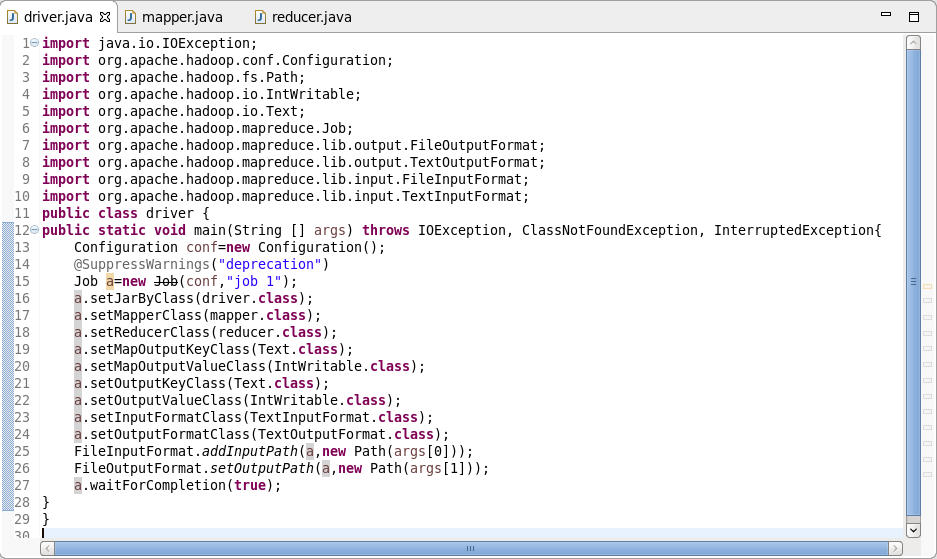 driver.java
mapper.java
reducer.java
1 import java.io.IOException;
2 import org.apache.hadoop.conf.Configuration;
3 import org.apache.hadoop.fs.Path;
4 import org.apache.hadoop.io.IntWritable;
5 import org.apache.hadoop.io.Text;
6 import org.apache.hadoop.mapreduce.Job;
7 import org.apache.hadoop.mapreduce.lib.output.FileOutputFormat;
8 import org.apache.hadoop.mapreduce.lib.output.TextOutputFormat;
9 import org.apache.hadoop.mapreduce.lib.input.FileInputFormat;
10 import org.apache.hadoop.mapreduce.lib.input.TextInputFormat;
11 public class driver {
12 public static void main(String [] args) throws IOException, ClassNotFoundException, InterruptedException{
13     Configuration conf=new Configuration();
14     @SuppressWarnings("deprecation")
15     Job a=new Job(conf,"job 1");
16     a.setJarByClass(driver.class);
17     a.setMapperClass(mapper.class);
18     a.setReducerClass(reducer.class);
19     a.setMapOutputKeyClass(Text.class);
20     a.setMapOutputValueClass(IntWritable.class);
21     a.setOutputKeyClass(Text.class);
22     a.setOutputValueClass(IntWritable.class);
23     a.setInputFormatClass(TextInputFormat.class);
24     a.setOutputFormatClass(TextOutputFormat.class);
25     FileInputFormat.addInputPath(a,new Path(args[0]));
26     FileOutputFormat.setOutputPath(a,new Path(args[1]));
27     a.waitForCompletion(true);
28 }
29 }
30